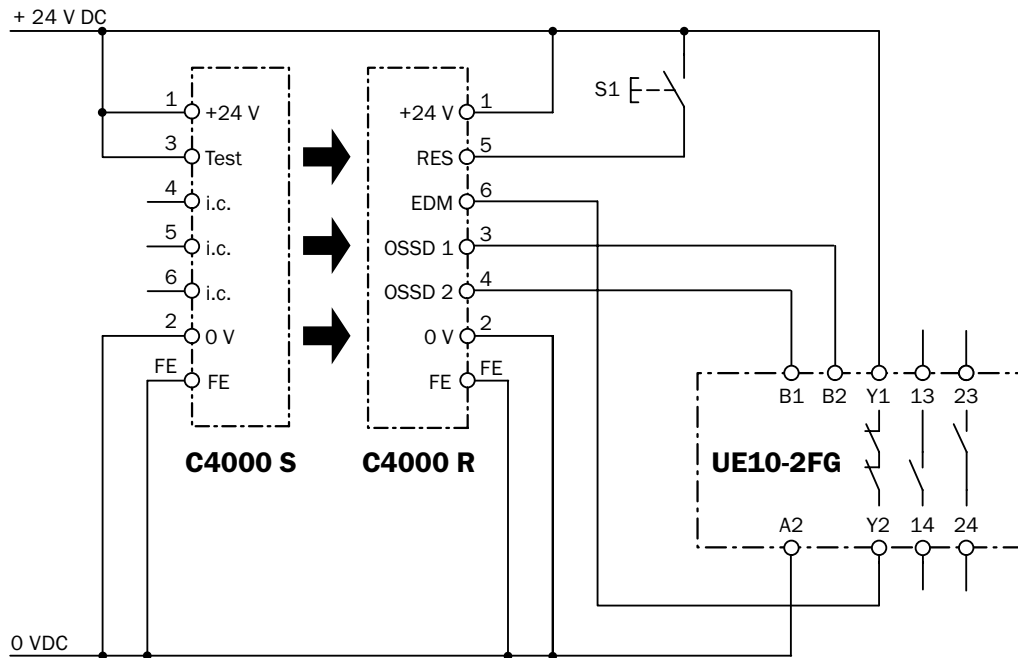 + 24 V DC
1 +24 V
3 Test
4 i.c.
5 i.c.
6 i.c.
2 0 V
FE FE
C4000 S
+24 V 1
RES 5
EDM 6
OSSD 1 3
OSSD 2 4
0 V 2
FE FE
C4000 R
S1
B1 B2 Y1 13 23
UE10-2FG
A2 Y2 14 24
0 VDC